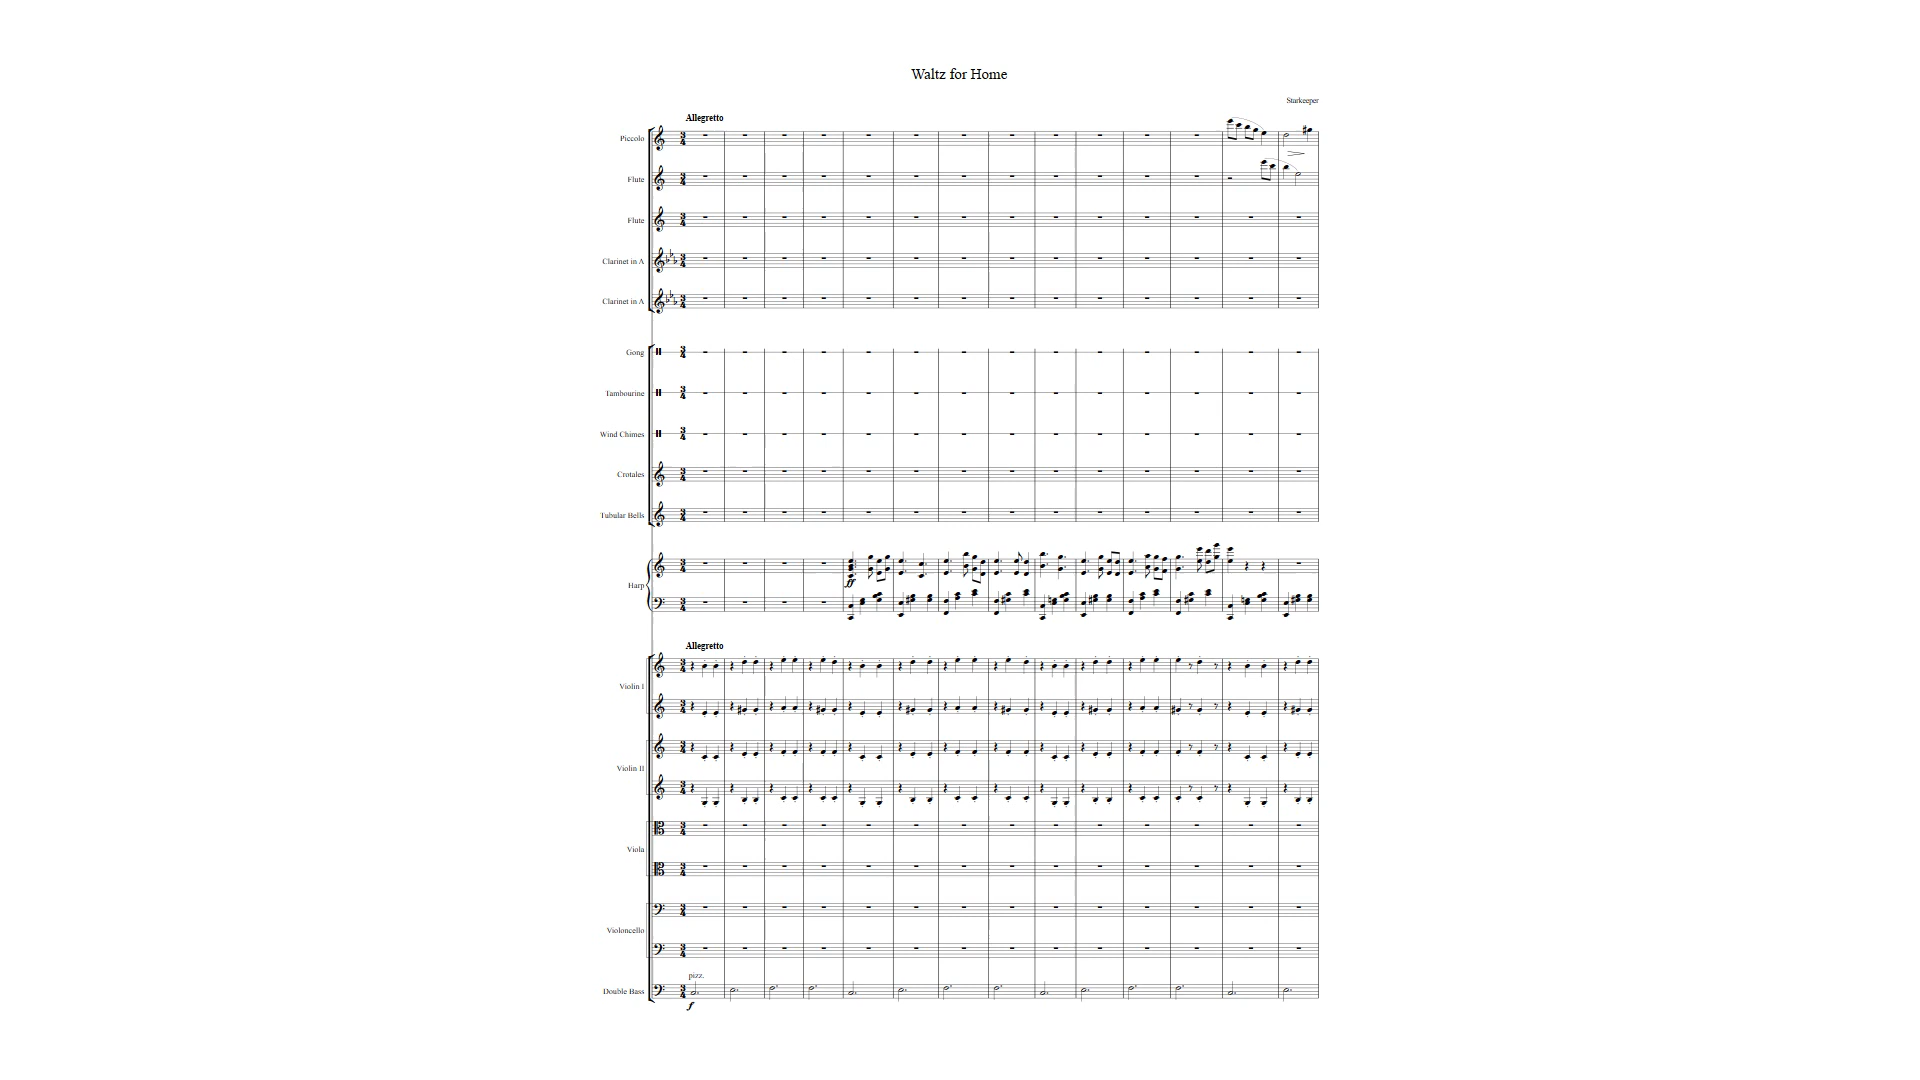 Waltz for Home
Starkeeper
Allegretto
Piccolo
Flute
Flute
Clarinet in A
Clarinet in A
Gong
Tambourine
Wind Chimes
Crotales
Tubular Bells
Harp
ff
Allegretto
Violin I
Violin II
Viola
Violoncello
pizz.
Double Bass
f